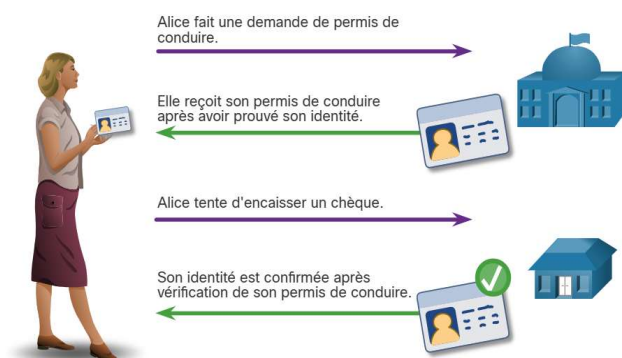 Alice fait une demande de permis de
conduire.
Elle reçoit son permis de conduire
après avoir prouvé son identité.
Alice tente d'encaisser un chèque.
Son identité est confirmée après
vérification de son permis de conduire.